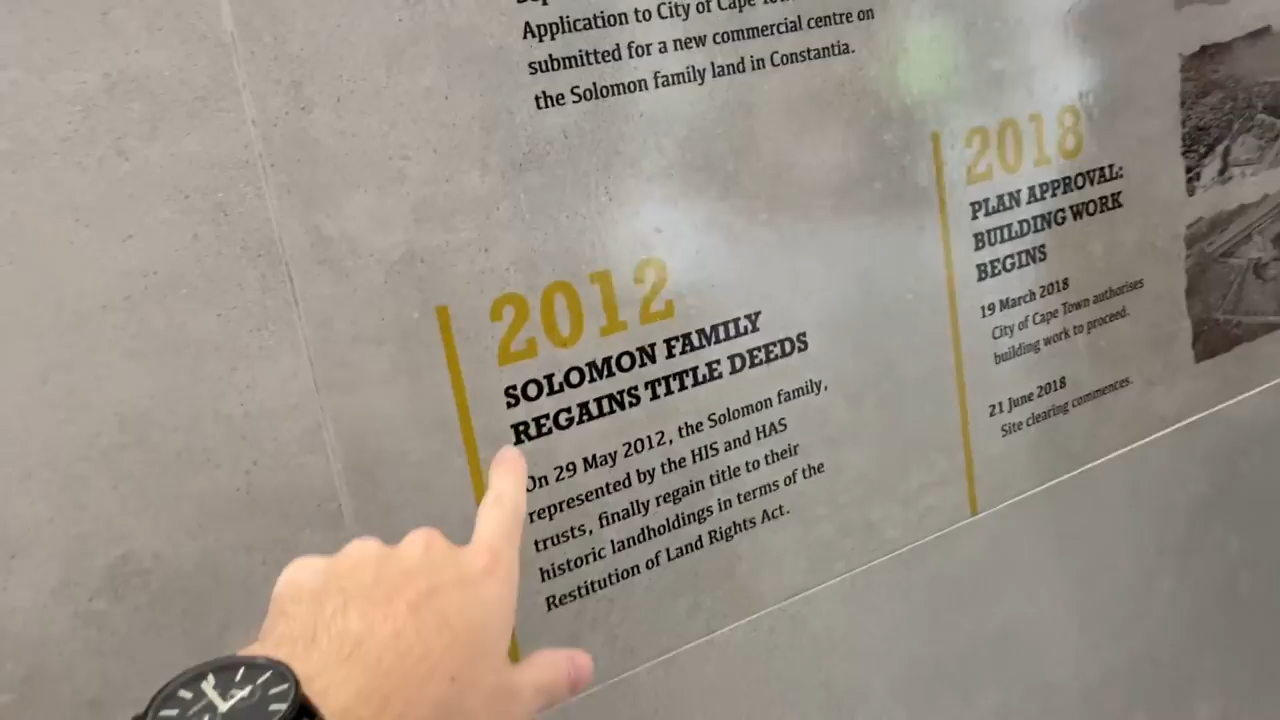 Application to City of Cape
submitted for a new commercial centre on
the Solomon family land in Constantia.
2012
SOLOMON FAMILY
REGAINS TITLE DEEDS
On 29 May 2012, the Solomon family,
represented by the HIS and HAS
trusts, finally regain title to their
historic landholdings in terms of the
Restitution of Land Rights Act.
2018
PLAN APPROVAL:
BUILDING WORK
BEGINS
19 March 2018
City of Cape Town authorises
building work to proceed.
21 June 2018
Site clearing commences.